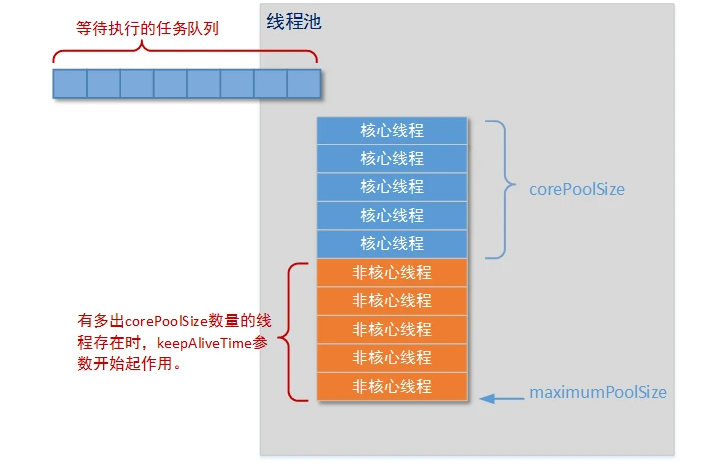 等待执行的任务队列
线程池
核心线程
核心线程
核心线程
核心线程
核心线程
corePoolSize
非核心线程
非核心线程
非核心线程
非核心线程
非核心线程
有多出corePoolSize数量的线
程存在时，keepAliveTime参
数开始起作用。
maximumPoolSize